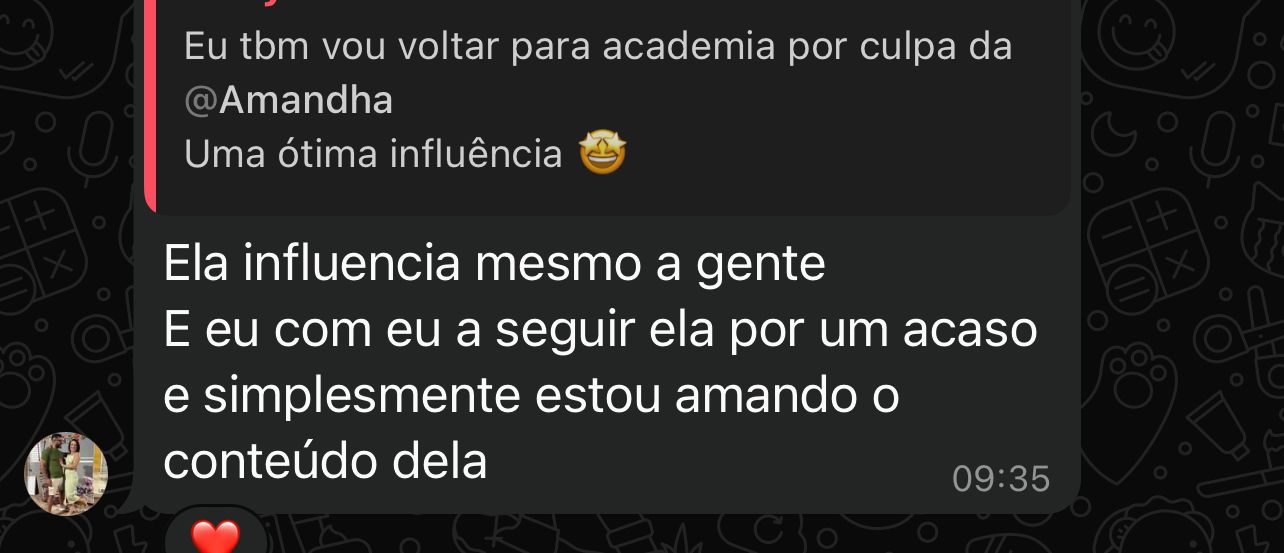 Eu tbm vou voltar para academia por culpa da
@Amandha
Uma ótima influência 🤩
Ela influencia mesmo a gente
E eu com eu a seguir ela por um acaso
e simplesmente estou amando o
conteúdo dela
09:35